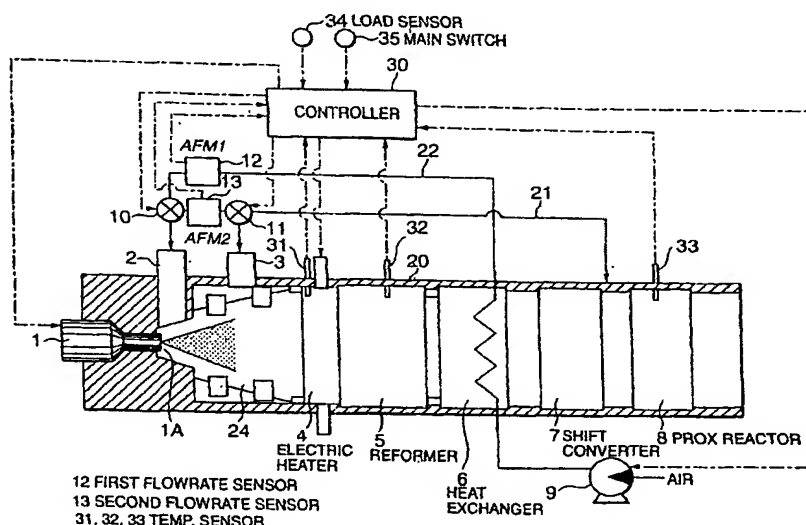 34 LOAD SENSOR
35 MAIN SWITCH
30
CONTROLLER
AFM1
12
22
13
10
11
21
AFM2
31
32
33
2
3
20
1
1A
24
4
ELECTRIC
HEATER
5
REFORMER
6
HEAT
EXCHANGER
7 SHIFT
CONVERTER
8 PROX REACTOR
9
AIR
12 FIRST FLOWRATE SENSOR
13 SECOND FLOWRATE SENSOR
31, 32, 33 TEMP. SENSOR